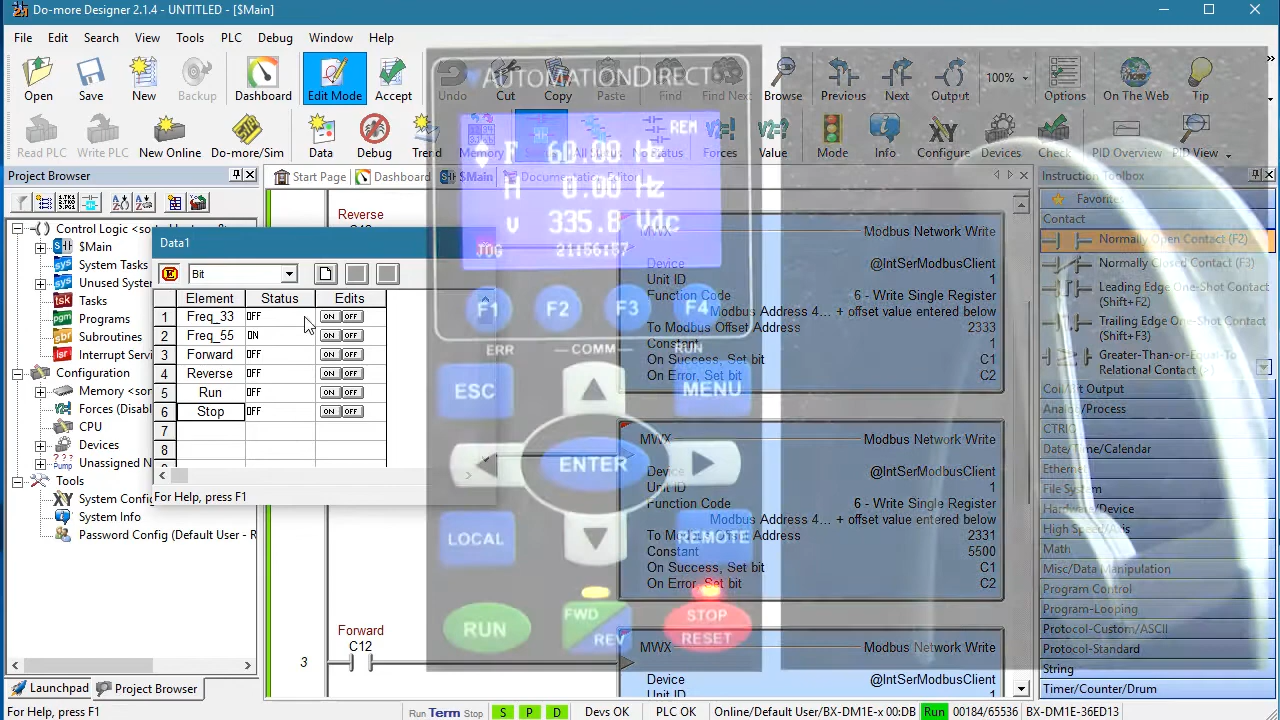 Do-more Designer 2.1.4 - UNTITLED - [$Main]
File Edit Search View Tools PLC Debug Window Help
Open Save New Backup Dashboard Edit Mode Accept Undo Cut Copy Paste Find Find Next Browse Previous Next Output 100% Options On The Web Tip
Read PLC Write PLC New Online Do-more/Sim Data Debug Trend Memory All Status No Status Forces Value Mode Info Configure Devices Check PID Overview PID View
AUTOMATIONDIRECT
REM
F 60.00 Hz
H 0.00 Hz
v 335.8 Vdc
JOG 21:56:57
F1 F2 F3 F4
ERR COMM RUN
ESC MENU
ENTER
LOCAL REMOTE
RUN FWD REV STOP RESET
Project Browser
Start Page Dashboard $Main Documentation Editor
Control Logic <so
$Main
System Tasks
Unused System
Tasks
Programs
Subroutines
Interrupt Servi
Configuration
Memory <som
Forces (Disabl
CPU
Devices
Unassigned N
Tools
System Config
System Info
Password Config (Default User - R
Launchpad Project Browser
Data1
Bit
Element Status Edits
1 Freq_33 OFF ON OFF
2 Freq_55 ON ON OFF
3 Forward OFF ON OFF
4 Reverse OFF ON OFF
5 Run OFF ON OFF
6 Stop OFF ON OFF
7
8
For Help, press F1
Reverse
MWX Modbus Network Write
Device @IntSerModbusClient
Unit ID 1
Function Code 6 - Write Single Register
Modbus Address 4... + offset value entered below
To Modbus Offset Address 2333
Constant 1
On Success, Set bit C1
On Error, Set bit C2
MWX Modbus Network Write
Device @IntSerModbusClient
Unit ID 1
Function Code 6 - Write Single Register
Modbus Address 4... + offset value entered below
To Modbus Offset Address 2331
Constant 5500
On Success, Set bit C1
On Error, Set bit C2
Forward
C12
3
MWX Modbus Network Write
Device @IntSerModbusClient
Unit ID 1
Instruction Toolbox
Favorites
Contact
Normally Open Contact (F2)
Normally Closed Contact (F3)
Leading Edge One-Shot Contact
(Shift+F2)
Trailing Edge One-Shot Contact
(Shift+F3)
Greater-Than-or-Equal-To
Relational Contact (>)
Coil/Bit Output
Analog/Process
CTRIO
Date/Time/Calendar
Ethernet
File System
Hardware/Device
High Speed/Axis
Math
Misc/Data Manipulation
Program Control
Program-Looping
Protocol-Custom/ASCII
Protocol-Standard
String
Timer/Counter/Drum
For Help, press F1 Run Term Stop S P D Devs OK PLC OK Online/Default User/BX-DM1E-x 00:DB Run 00184/65536 BX-DM1E-36ED13